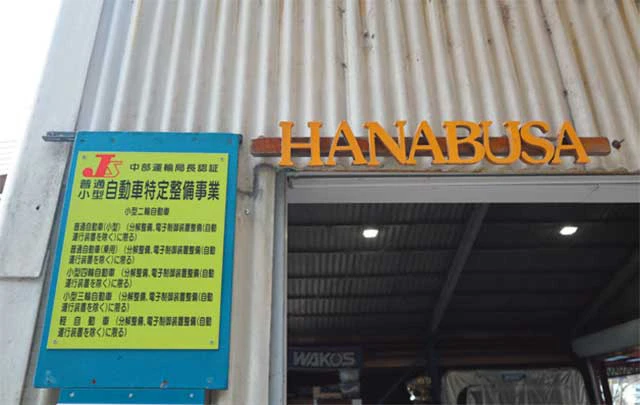 HANABUSA
JS 中部運輸局長認証
普通
小型 自動車特定整備事業
小型二輪自動車
普通自動車(小型) (分解整備、電子制御装置整備(自動
運行装置を除く)に限る)
普通自動車(乗用) (分解整備、電子制御装置整備(自動
運行装置を除く)に限る)
小型四輪自動車 (分解整備、電子制御装置整備(自動
運行装置を除く)に限る)
小型三輪自動車 (分解整備、電子制御装置整備(自動
運行装置を除く)に限る)
軽自動車 (分解整備、電子制御装置整備(自動
運行装置を除く)に限る)
WAKOS